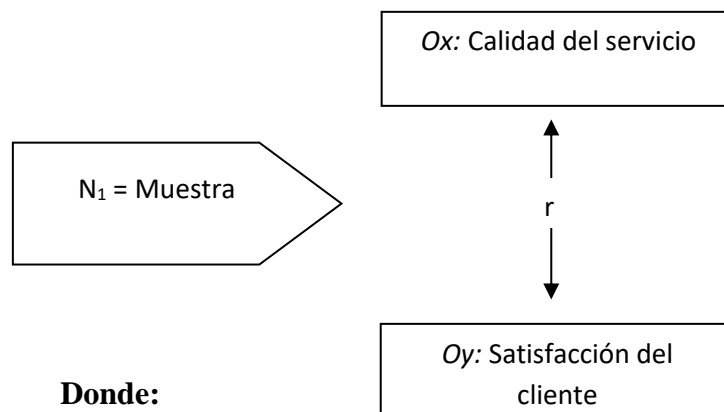 Ox: Calidad del servicio
N₁ = Muestra
r
Oy: Satisfacción del
cliente
Donde: